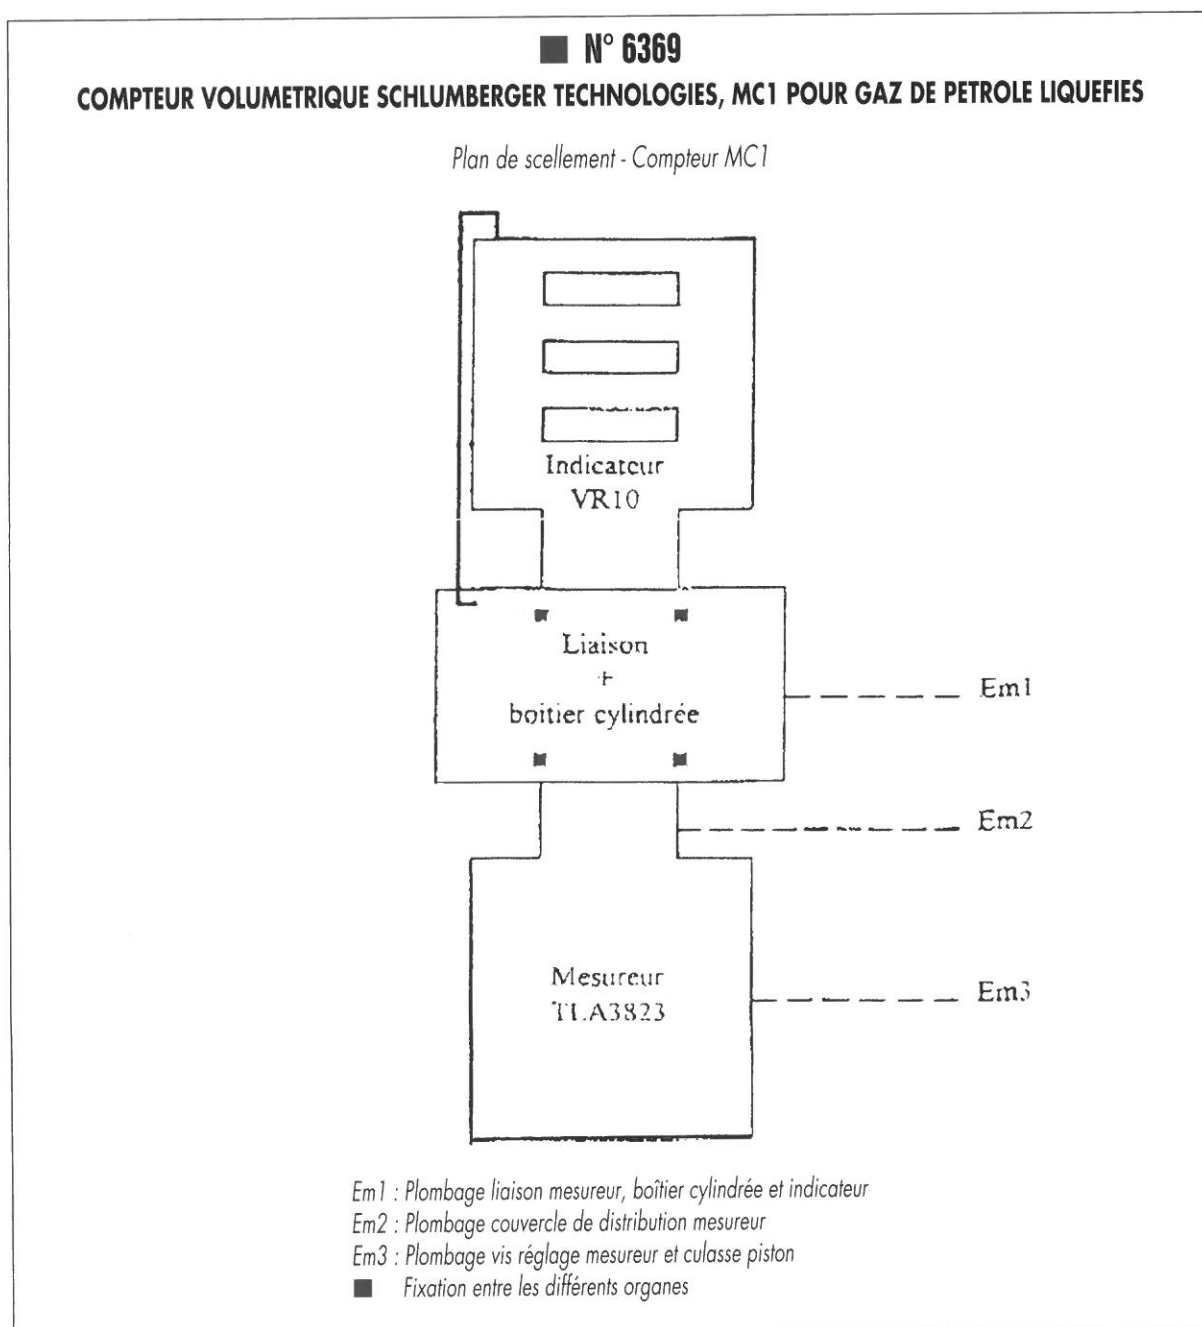 ■ N° 6369
COMPTEUR VOLUMETRIQUE SCHLUMBERGER TECHNOLOGIES, MC1 POUR GAZ DE PETROLE LIQUEFIES
Plan de scellement - Compteur MC1
Indicateur
VR10
Liaison
+
boitier cylindrée
Em1
Em2
Mesureur
TLA3823
Em3
Em1 : Plombage liaison mesureur, boîtier cylindrée et indicateur
Em2 : Plombage couvercle de distribution mesureur
Em3 : Plombage vis réglage mesureur et culasse piston
■ Fixation entre les différents organes